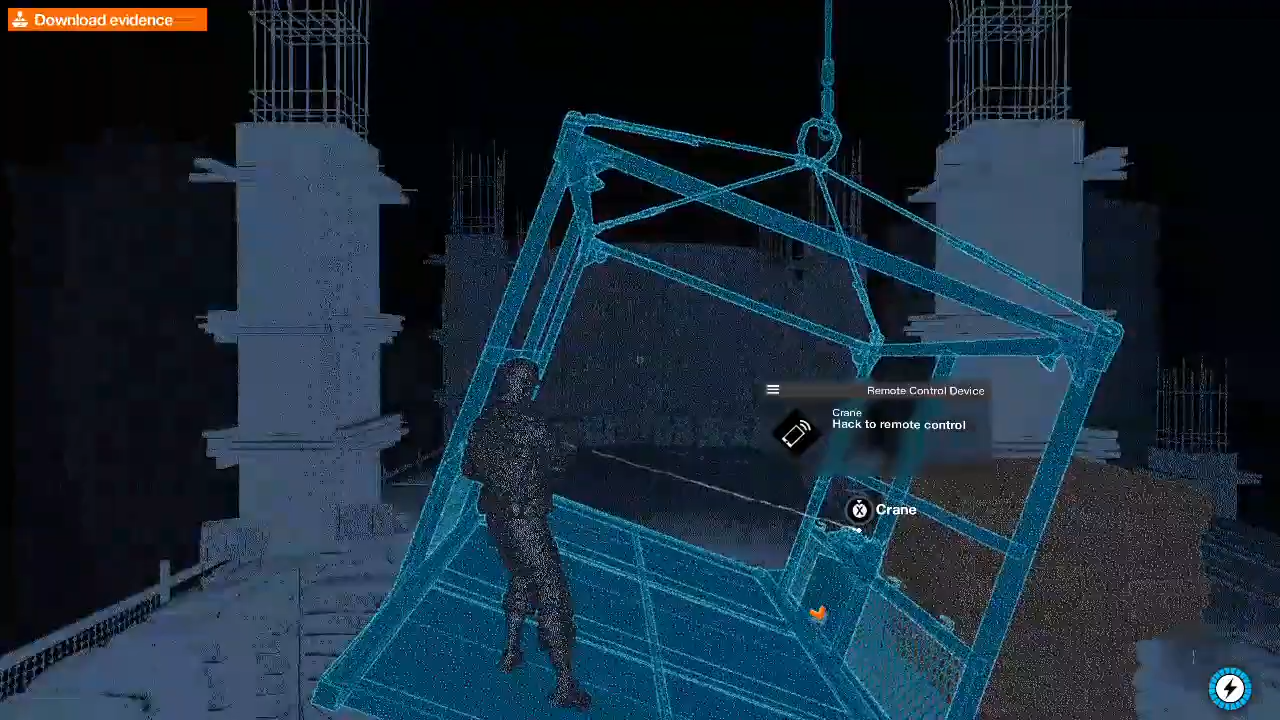 Download evidence
Remote Control Device
Crane
Hack to remote control
X Crane